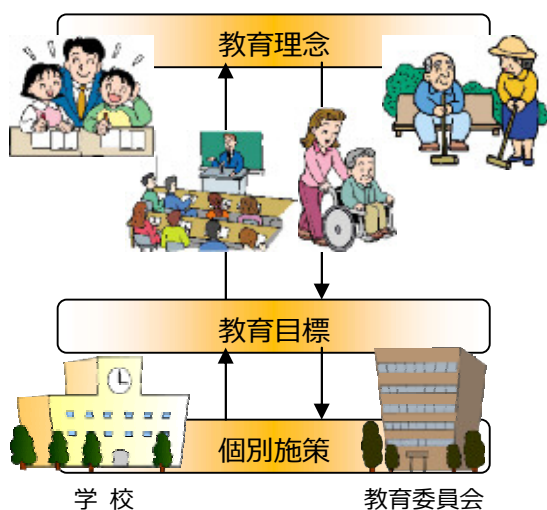 教育理念
教育目標
個別施策
学校
教育委員会